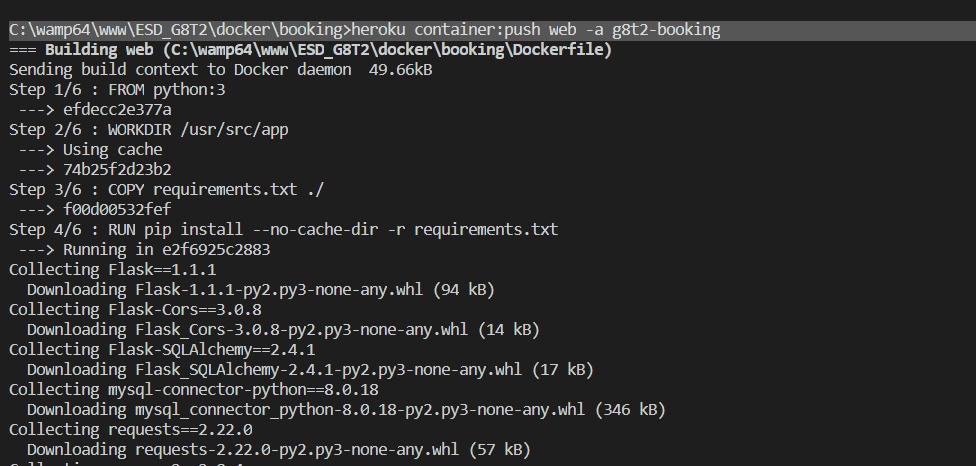 C:\wamp64\www\ESD_G8T2\docker\booking>heroku container:push web -a g8t2-booking
=== Building web (C:\wamp64\www\ESD_G8T2\docker\booking\Dockerfile)
Sending build context to Docker daemon  49.66kB
Step 1/6 : FROM python:3
 ---> efdecc2e377a
Step 2/6 : WORKDIR /usr/src/app
 ---> Using cache
 ---> 74b25f2d23b2
Step 3/6 : COPY requirements.txt ./
 ---> f00d00532fef
Step 4/6 : RUN pip install --no-cache-dir -r requirements.txt
 ---> Running in e2f6925c2883
Collecting Flask==1.1.1
  Downloading Flask-1.1.1-py2.py3-none-any.whl (94 kB)
Collecting Flask-Cors==3.0.8
  Downloading Flask_Cors-3.0.8-py2.py3-none-any.whl (14 kB)
Collecting Flask-SQLAlchemy==2.4.1
  Downloading Flask_SQLAlchemy-2.4.1-py2.py3-none-any.whl (17 kB)
Collecting mysql-connector-python==8.0.18
  Downloading mysql_connector_python-8.0.18-py2.py3-none-any.whl (346 kB)
Collecting requests==2.22.0
  Downloading requests-2.22.0-py2.py3-none-any.whl (57 kB)